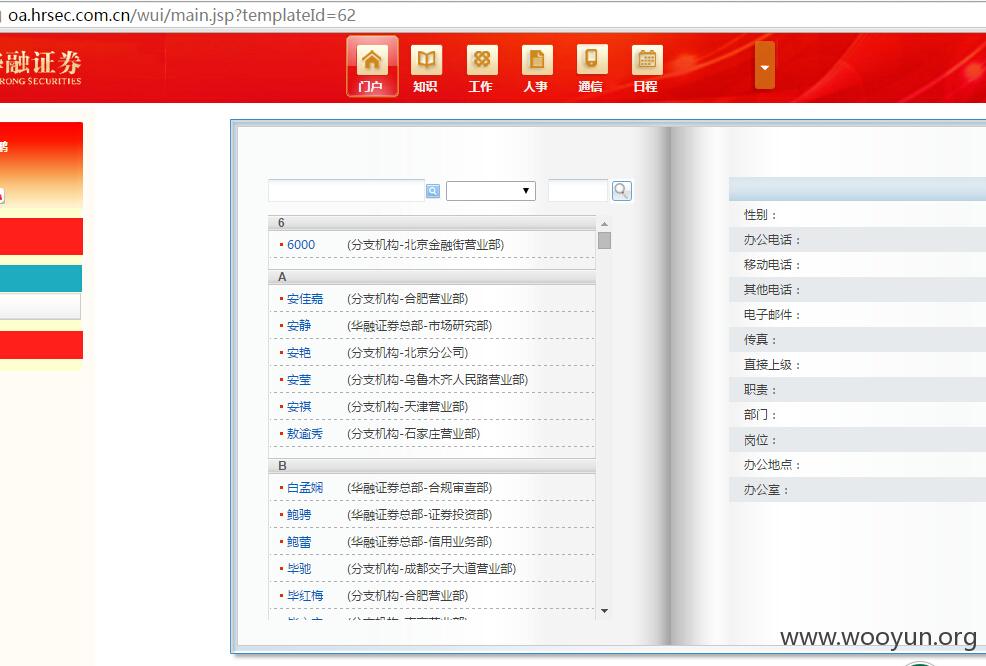 oa.hrsec.com.cn/wui/main.jsp?templateId=62
融证券
RONG SECURITIES
门户 知识 工作 人事 通信 日程
6
6000 (分支机构-北京金融街营业部)
A
安佳嘉 (分支机构-合肥营业部)
安静 (华融证券总部-市场研究部)
安艳 (分支机构-北京分公司)
安莹 (分支机构-乌鲁木齐人民路营业部)
安祺 (分支机构-天津营业部)
敖逾秀 (分支机构-石家庄营业部)
B
白孟娴 (华融证券总部-合规审查部)
鲍骋 (华融证券总部-证券投资部)
鲍蕾 (华融证券总部-信用业务部)
毕驰 (分支机构-成都交子大道营业部)
毕红梅 (分支机构-合肥营业部)
性别：
办公电话：
移动电话：
其他电话：
电子邮件：
传真：
直接上级：
职责：
部门：
岗位：
办公地点：
办公室：
www.wooyun.org